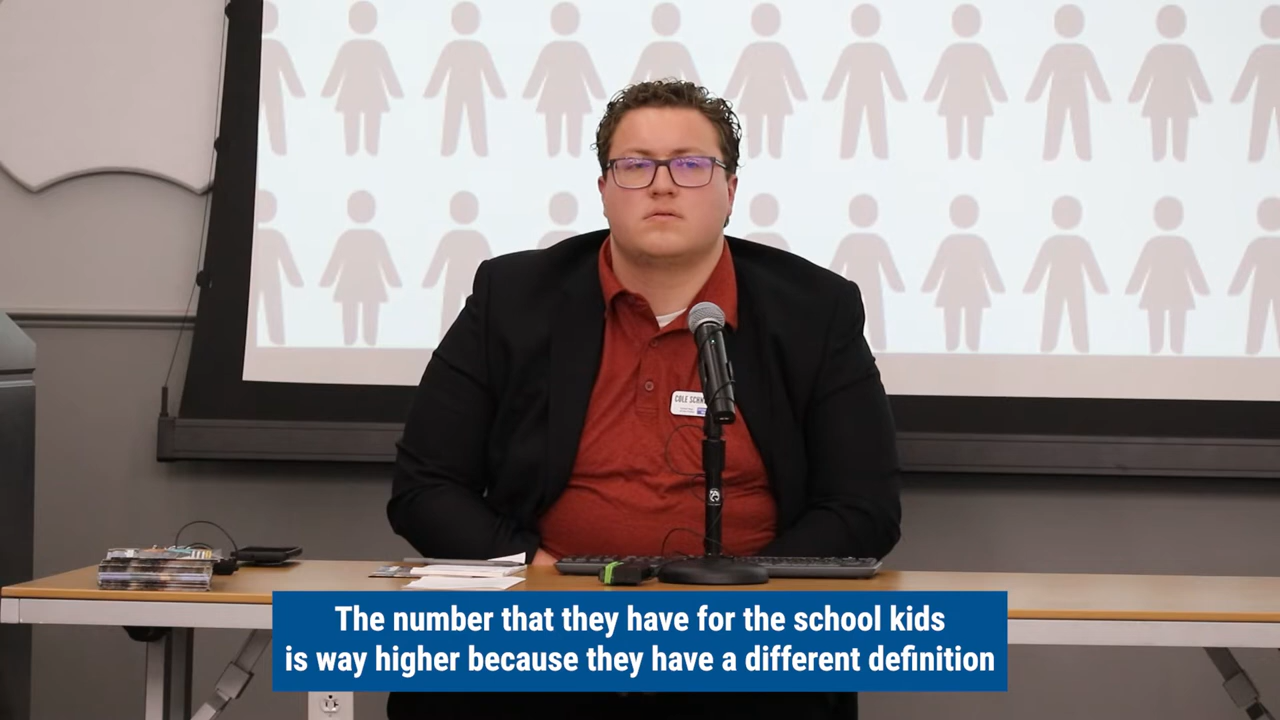 COLE
The number that they have for the school kids
is way higher because they have a different definition